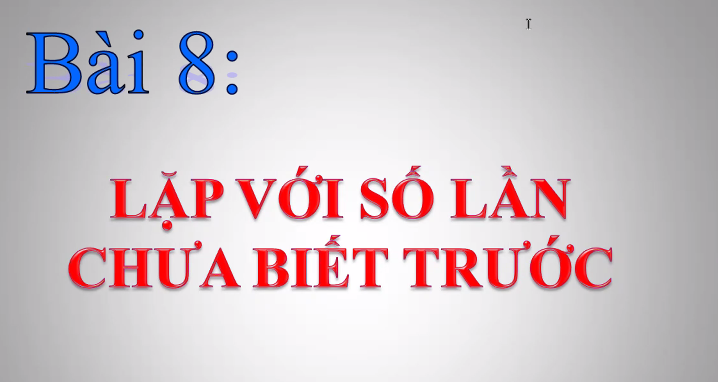 Bài 8:
LẶP VỚI SỐ LẦN
CHƯA BIẾT TRƯỚC